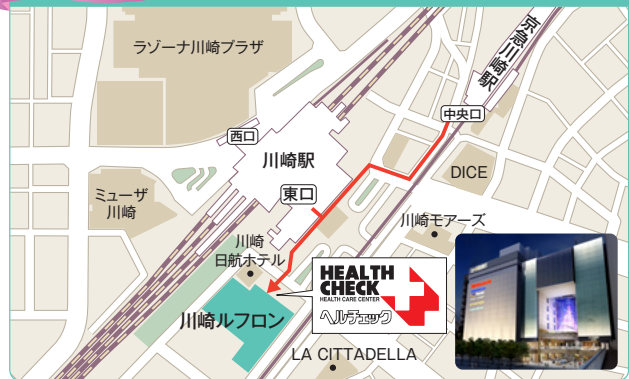 ラゾーナ川崎プラザ
京急川崎駅
中央口
西口
川崎駅
DICE
ミューザ
川崎
東口
川崎モアーズ
川崎
日航ホテル
HEALTH
CHECK
HEALTH CARE CENTER
ヘルチェック
川崎ルフロン
LA CITTADELLA